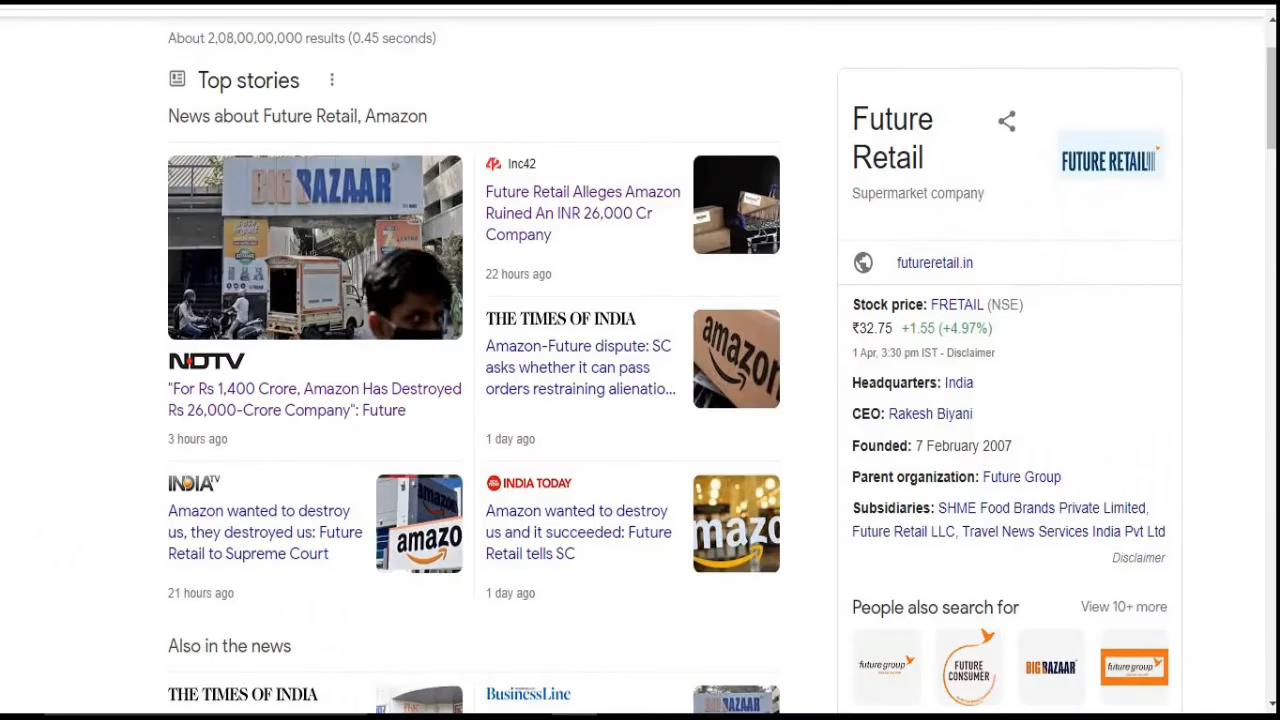 About 2,08,00,00,000 results (0.45 seconds)
Top stories
News about Future Retail, Amazon
BIG BAZAAR
NDTV
"For Rs 1,400 Crore, Amazon Has Destroyed
Rs 26,000-Crore Company": Future
3 hours ago
Inc42
Future Retail Alleges Amazon
Ruined An INR 26,000 Cr
Company
22 hours ago
THE TIMES OF INDIA
Amazon-Future dispute: SC
asks whether it can pass
orders restraining alienatio...
amazon
1 day ago
INDIA TV
Amazon wanted to destroy
us, they destroyed us: Future
Retail to Supreme Court
amazo
21 hours ago
INDIA TODAY
Amazon wanted to destroy
us and it succeeded: Future
Retail tells SC
mazo
1 day ago
Also in the news
THE TIMES OF INDIA
BusinessLine
BIG BAZAAR
Future
Retail
FUTURE RETAIL
Supermarket company
futureretail.in
Stock price: FRETAIL (NSE)
₹32.75 +1.55 (+4.97%)
1 Apr, 3:30 pm IST - Disclaimer
Headquarters: India
CEO: Rakesh Biyani
Founded: 7 February 2007
Parent organization: Future Group
Subsidiaries: SHME Food Brands Private Limited,
Future Retail LLC, Travel News Services India Pvt Ltd
Disclaimer
People also search for
View 10+ more
future group
FUTURE
CONSUMER
BIG BAZAAR
future group